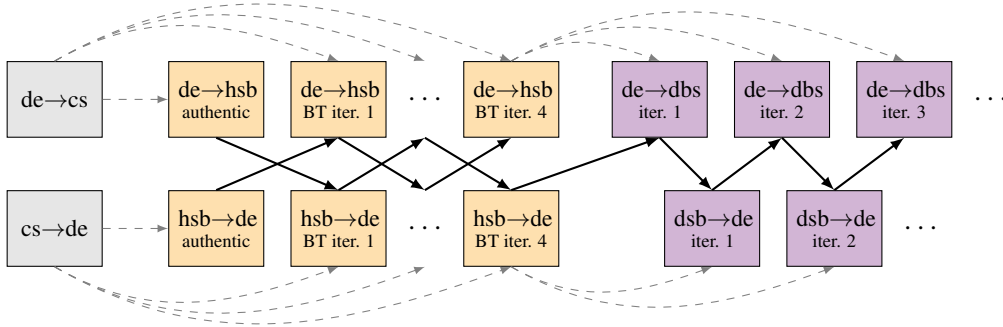 de→cs
de→hsb
authentic
de→hsb
BT iter. 1
· · ·
de→hsb
BT iter. 4
de→dbs
iter. 1
de→dbs
iter. 2
de→dbs
iter. 3
· · ·
cs→de
hsb→de
authentic
hsb→de
BT iter. 1
· · ·
hsb→de
BT iter. 4
dsb→de
iter. 1
dsb→de
iter. 2
· · ·